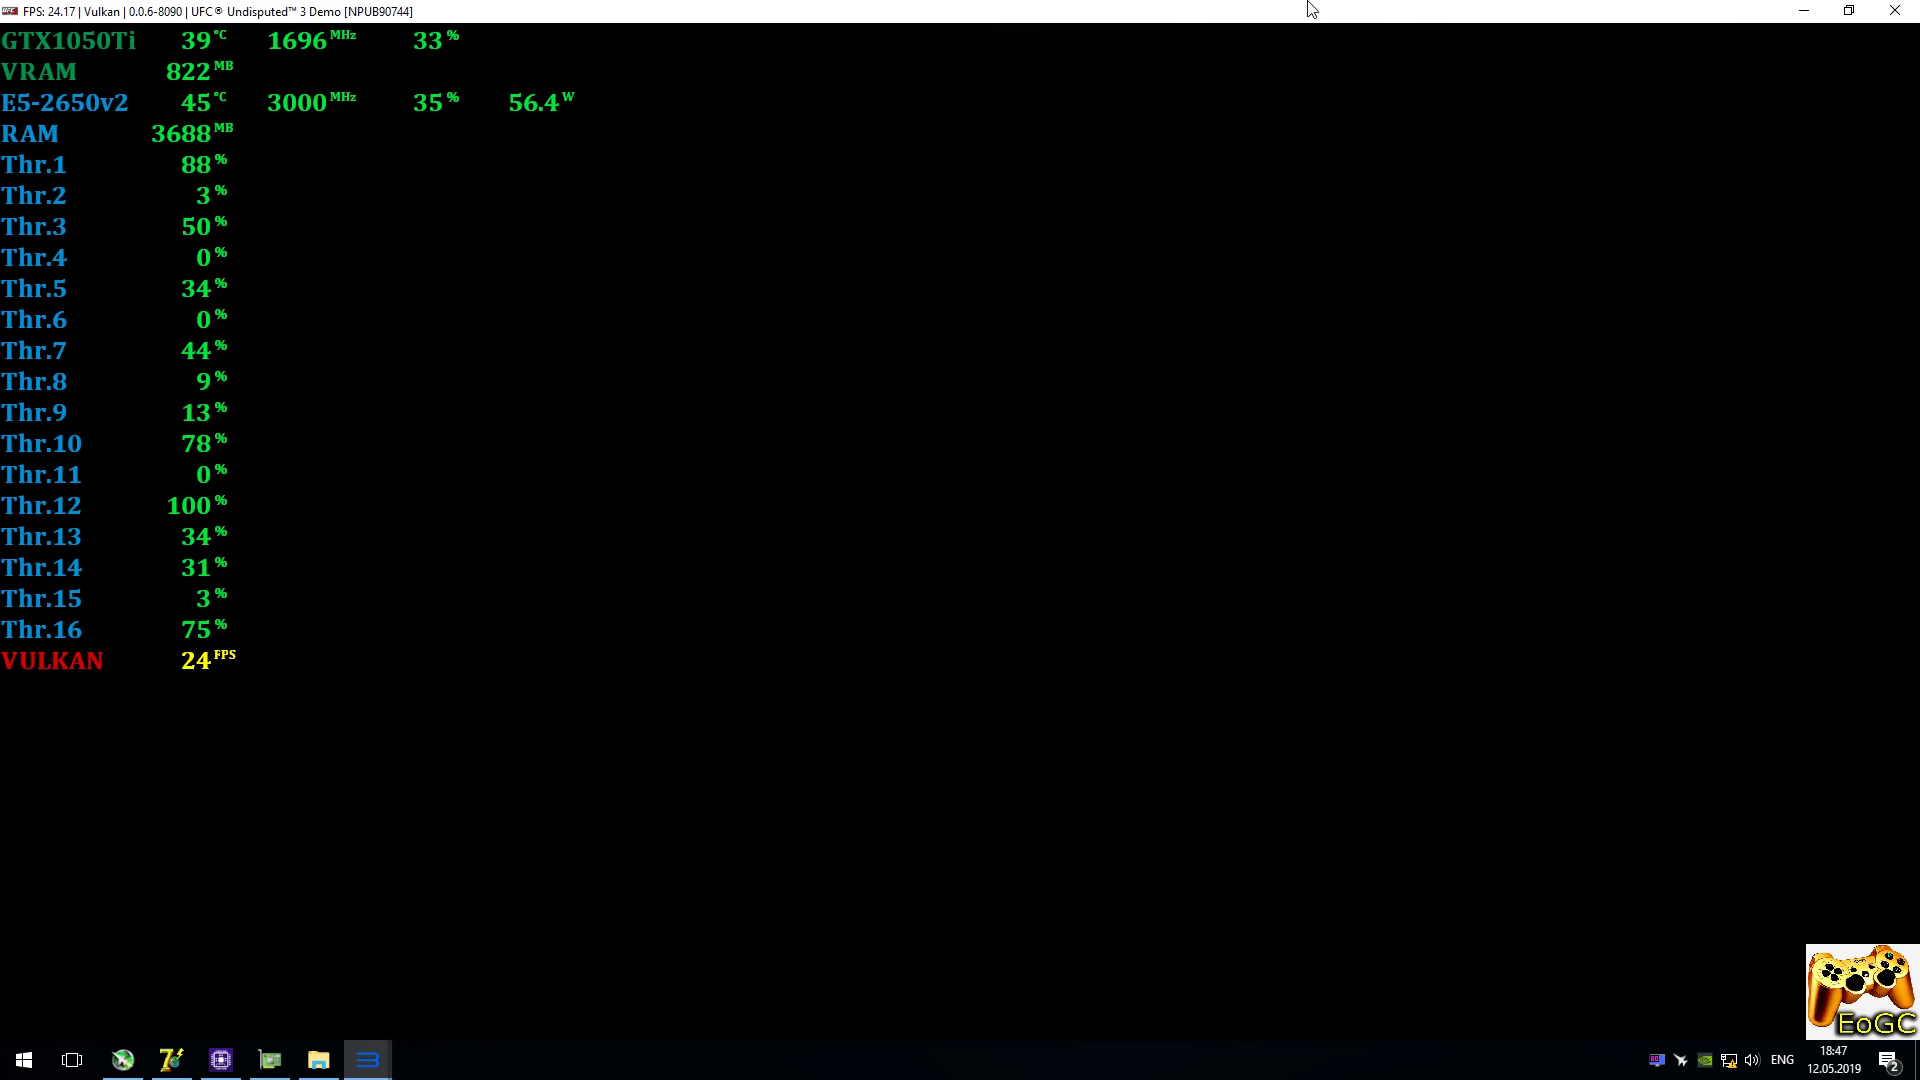 FPS: 24.17 | Vulkan | 0.0.6-8090 | UFC® Undisputed™ 3 Demo [NPUB90744]
GTX1050Ti 39 °C 1696 MHz 33 %
VRAM 822 MB
E5-2650v2 45 °C 3000 MHz 35 % 56.4 W
RAM 3688 MB
Thr.1 88 %
Thr.2 3 %
Thr.3 50 %
Thr.4 0 %
Thr.5 34 %
Thr.6 0 %
Thr.7 44 %
Thr.8 9 %
Thr.9 13 %
Thr.10 78 %
Thr.11 0 %
Thr.12 100 %
Thr.13 34 %
Thr.14 31 %
Thr.15 3 %
Thr.16 75 %
VULKAN 24 FPS
EoGC
ENG
18:47
12.05.2019
2